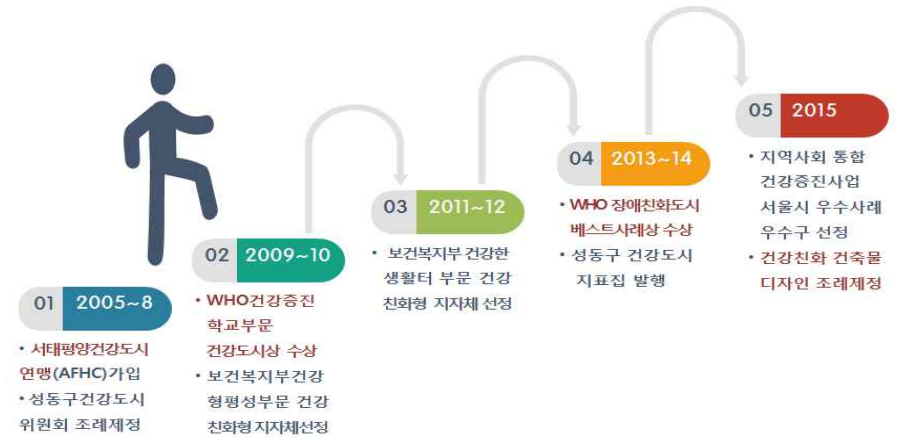 01 2005~8
• 서태평양건강도시
연맹(AFHC)가입
• 성동구건강도시
위원회 조례제정
02 2009~10
• WHO건강증진
학교부문
건강도시상 수상
• 보건복지부건강
형평성부문 건강
친화형 지자체선정
03 2011~12
• 보건복지부 건강한
생활터 부문 건강
친화형 지자체 선정
04 2013~14
• WHO 장애친화도시
베스트사례상 수상
• 성동구 건강도시
지표집 발행
05 2015
• 지역사회 통합
건강증진사업
서울시 우수사례
우수구 선정
• 건강친화 건축물
디자인 조례제정